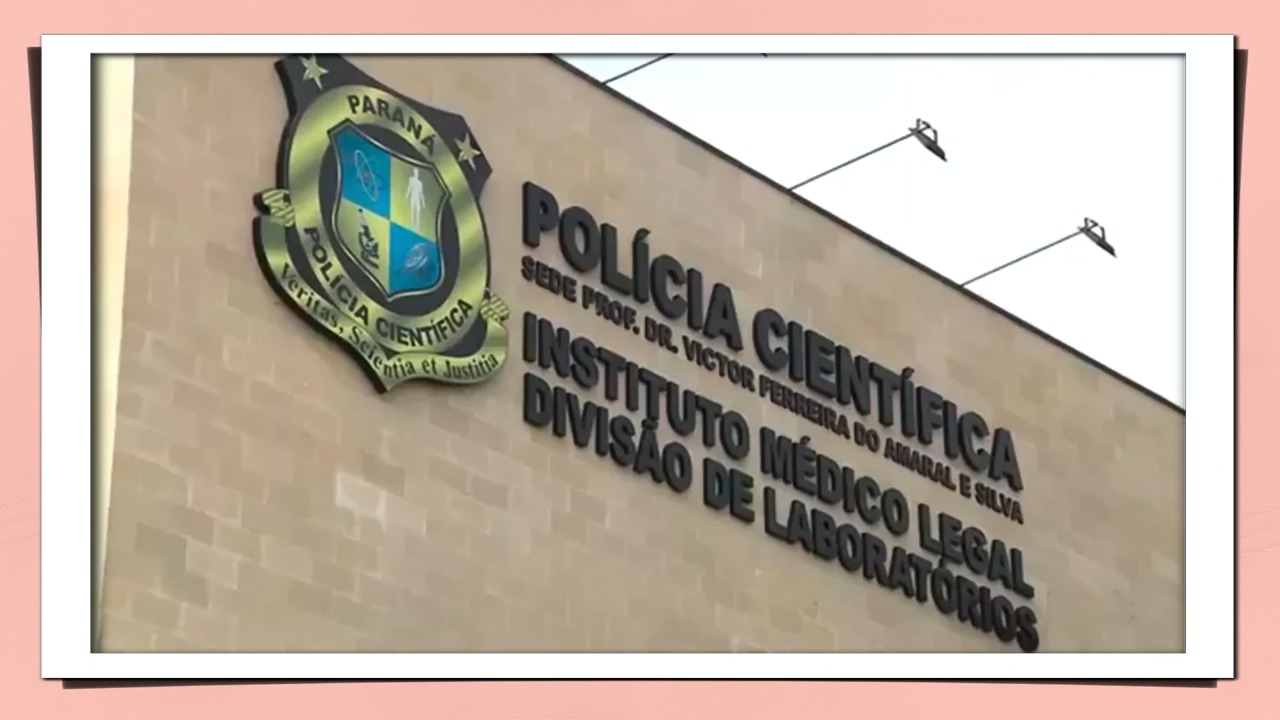 PARANÁ
POLÍCIA CIENTÍFICA
Veritas, Scientia et Justitia
POLÍCIA CIENTÍFICA
SEDE PROF. DR. VICTOR FERREIRA DO AMARAL E SILVA
INSTITUTO MÉDICO LEGAL
DIVISÃO DE LABORATÓRIOS